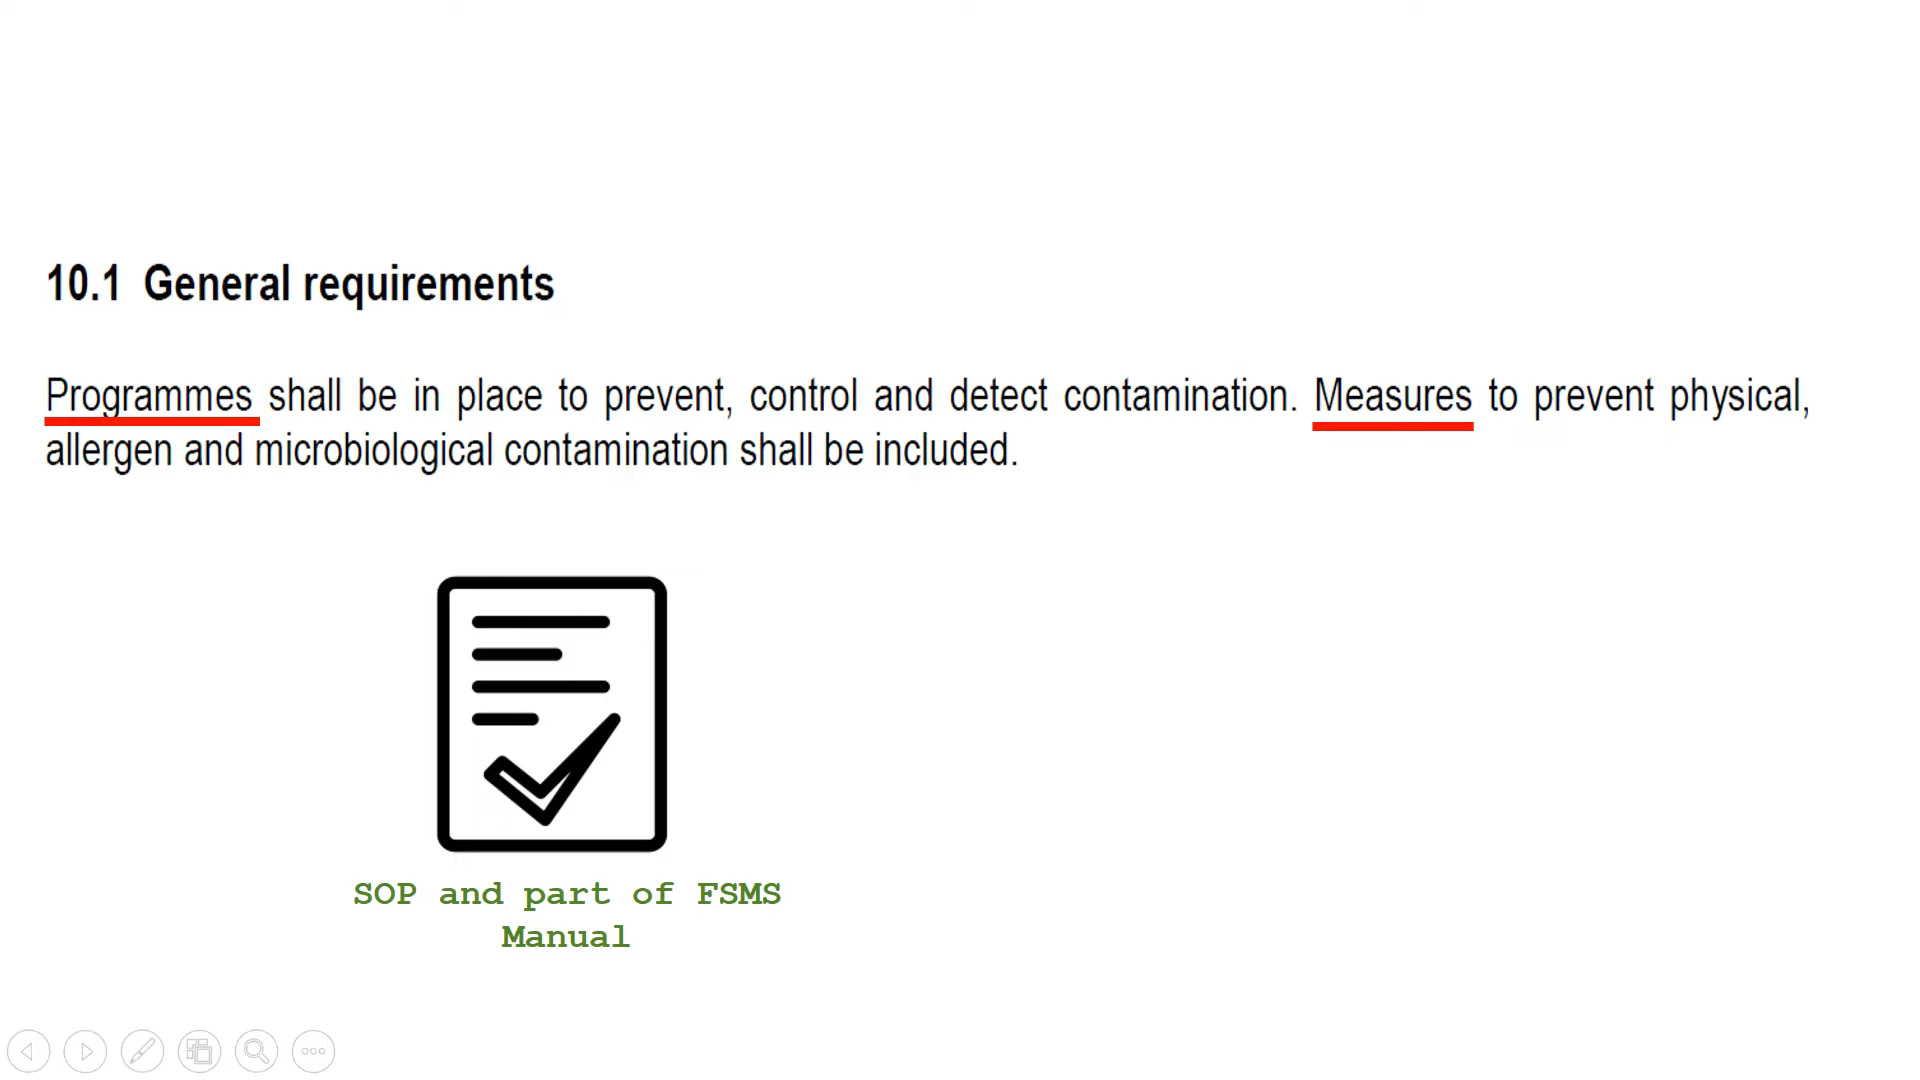 10.1 General requirements
Programmes shall be in place to prevent, control and detect contamination. Measures to prevent physical,
allergen and microbiological contamination shall be included.
SOP and part of FSMS
Manual